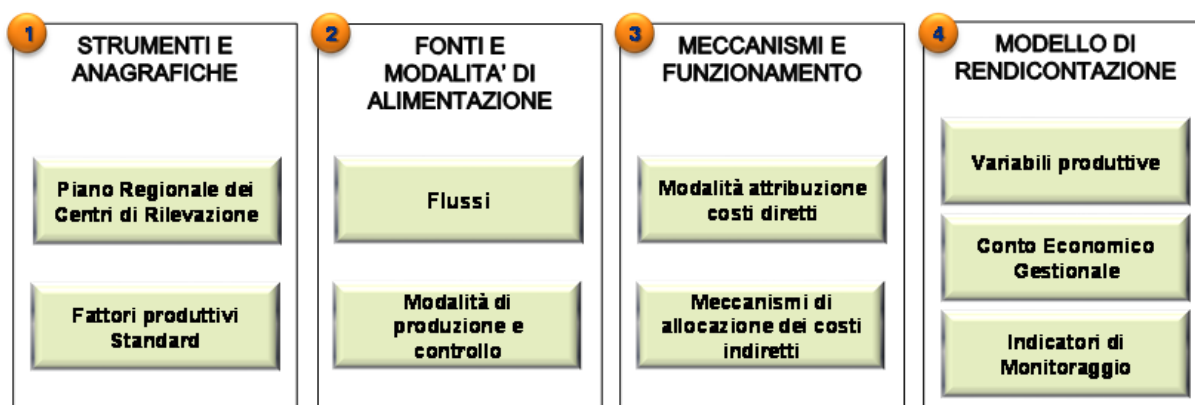 1
STRUMENTI E
ANAGRAFICHE
Piano Regionale dei
Centri di Rilevazione
Fattori produttivi
Standard
2
FONTI E
MODALITA' DI
ALIMENTAZIONE
Flussi
Modalità di
produzione e
controllo
3
MECCANISMI E
FUNZIONAMENTO
Modalità attribuzione
costi diretti
Meccanismi di
allocazione dei costi
indiretti
4
MODELLO DI
RENDICONTAZIONE
Variabili produttive
Conto Economico
Gestionale
Indicatori di
Monitoraggio